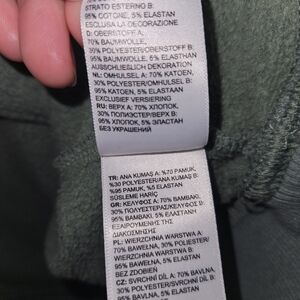 STRATO ESTERNO B:
95% COTONE, 5% ELASTAN
ESCLUSA LA DECORAZIONE
D: OBERSTOFF A:
70% BAUMWOLLE,
30% POLYESTER/OBERSTOFF B:
95% BAUMWOLLE, 5% ELASTHAN
AUSSCHLIESSLICH DEKORATION
NL: OMHULSEL A: 70% KATOEN,
30% POLYESTER/OMHULSEL B:
95% KATOEN, 5% ELASTAAN
EXCLUSIEF VERSIERING
RU: ВЕРХ A: 70% ХЛОПОК,
30% ПОЛИЭСТЕР/ВЕРХ B:
95% ХЛОПОК, 5% ЭЛАСТАН
БЕЗ УКРАШЕНИЙ
TR: ANA KUMAŞ A: %70 PAMUK,
%30 POLYESTER/ANA KUMAŞ B:
%95 PAMUK, %5 ELASTAN
SÜSLEME HARİÇ
GR: ΚΕΛΥΦΟΣ A: 70% ΒΑΜΒΑΚΙ,
30% ΠΟΛΥΕΣΤΕΡΑΣ/ΚΕΛΥΦΟΣ B:
95% ΒΑΜΒΑΚΙ, 5% ΕΛΑΣΤΑΝΗ
ΕΞΑΙΡΟΥΜΕΝΗΣ ΤΗΣ
ΔΙΑΚΟΣΜΗΣΗΣ
PL: WIERZCHNIA WARSTWA A:
70% BAWEŁNA, 30% POLIESTER/
WIERZCHNIA WARSTWA B:
95% BAWEŁNA, 5% ELASTAN
BEZ ZDOBIEŃ
CZ: SVRCHNÍ DÍL A: 70% BAVLNA,
30% POLYESTER/SVRCHNÍ DÍL B:
95% BAVLNA, 5% ELASTAN